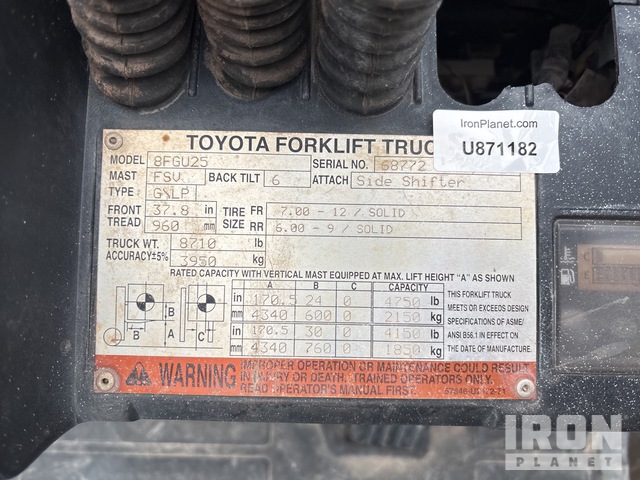 IronPlanet.com
U871182
TOYOTA FORKLIFT TRUC
MODEL 8FGU25 SERIAL NO. 68772
MAST FSV BACK TILT 6 ATTACH Side Shifter
TYPE G/LP
FRONT 37.8 in TIRE FR 7.00 - 12 / SOLID
TREAD 960 mm SIZE RR 6.00 - 9 / SOLID
TRUCK WT. 8710 lb
ACCURACY±5% 3950 kg
RATED CAPACITY WITH VERTICAL MAST EQUIPPED AT MAX. LIFT HEIGHT "A" AS SHOWN
A B C CAPACITY
in 170.5 24 0 4750 lb
mm 4340 600 0 2150 kg
in 170.5 30 0 4150 lb
mm 4340 760 0 1850 kg
B A B C
THIS FORKLIFT TRUCK
MEETS OR EXCEEDS DESIGN
SPECIFICATIONS OF ASME/
ANSI B56.1 IN EFFECT ON
THE DATE OF MANUFACTURE.
WARNING
IMPROPER OPERATION OR MAINTENANCE COULD RESULT
IN INJURY OR DEATH. TRAINED OPERATORS ONLY.
READ OPERATOR'S MANUAL FIRST.
C
E
IRON
PLANET